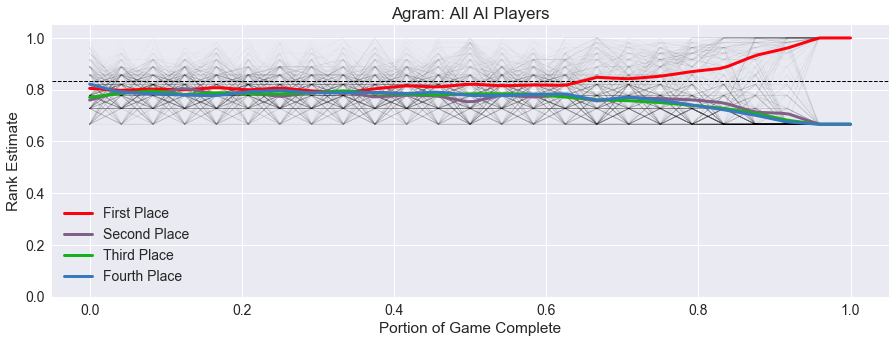 Agram: All AI Players
Rank Estimate
1.0
0.8
0.6
0.4
0.2
0.0
First Place
Second Place
Third Place
Fourth Place
0.0 0.2 0.4 0.6 0.8 1.0
Portion of Game Complete